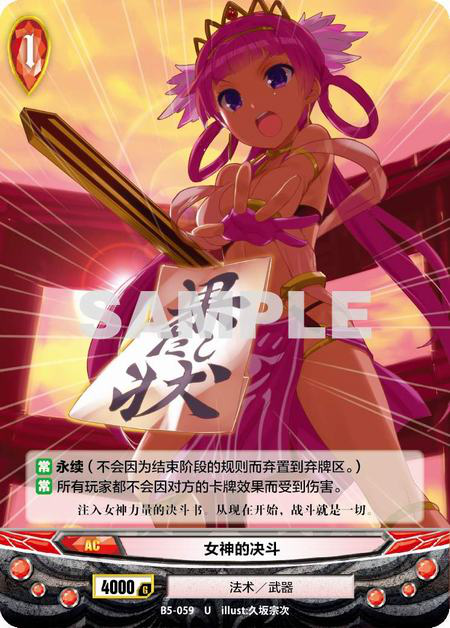 1
果たし状
SAMPLE
常 永续（不会因为结束阶段的规则而弃置到弃牌区。）
常 所有玩家都不会因对方的卡牌效果而受到伤害。
注入女神力量的决斗书。从现在开始，战斗就是一切。
AC 女神的决斗
4000 G 法术／武器
B5-059 U illust:久坂宗次